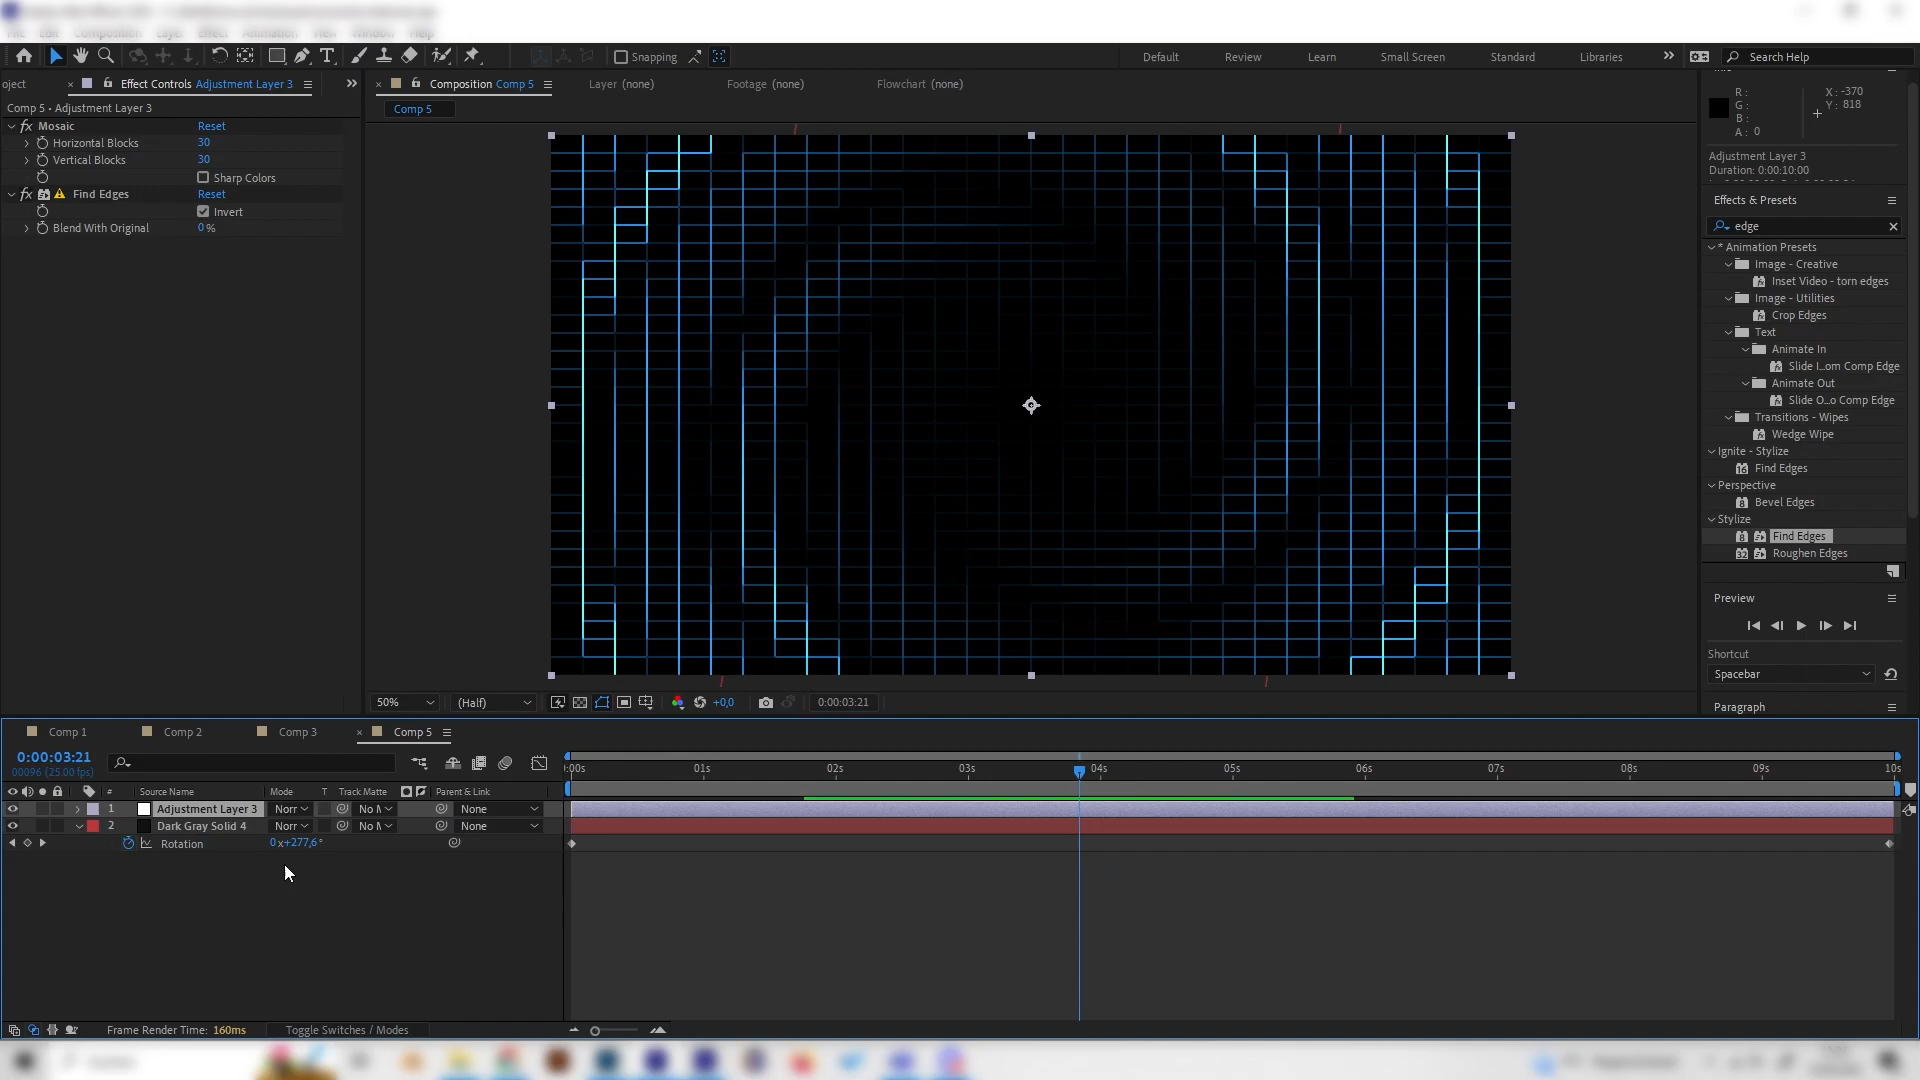 Snapping
Default
Review
Learn
Small Screen
Standard
Libraries
Search Help
oject
Effect Controls Adjustment Layer 3
Composition Comp 5
Layer (none)
Footage (none)
Flowchart (none)
Comp 5 • Adjustment Layer 3
Comp 5
fx Mosaic Reset
Horizontal Blocks 30
Vertical Blocks 30
Sharp Colors
fx Find Edges Reset
Invert
Blend With Original 0 %
R :
G :
B :
A : 0
X : -370
Y : 818
Adjustment Layer 3
Duration: 0:00:10:00
Effects & Presets
edge
* Animation Presets
Image - Creative
Inset Video - torn edges
Image - Utilities
Crop Edges
Text
Animate In
Slide I...om Comp Edge
Animate Out
Slide O...o Comp Edge
Transitions - Wipes
Wedge Wipe
Ignite - Stylize
16 Find Edges
Perspective
8 Bevel Edges
Stylize
8 Find Edges
32 Roughen Edges
Preview
Shortcut
Spacebar
Paragraph
50%
(Half)
+0,0
0:00:03:21
Comp 1
Comp 2
Comp 3
Comp 5
0:00:03:21
00096 (25.00 fps)
# Source Name Mode T Track Matte Parent & Link
:00s 01s 02s 03s 04s 05s 06s 07s 08s 09s 10s
1 Adjustment Layer 3 Norr No M None
2 Dark Gray Solid 4 Norr No M None
Rotation 0x+277,6°
Frame Render Time: 160ms
Toggle Switches / Modes